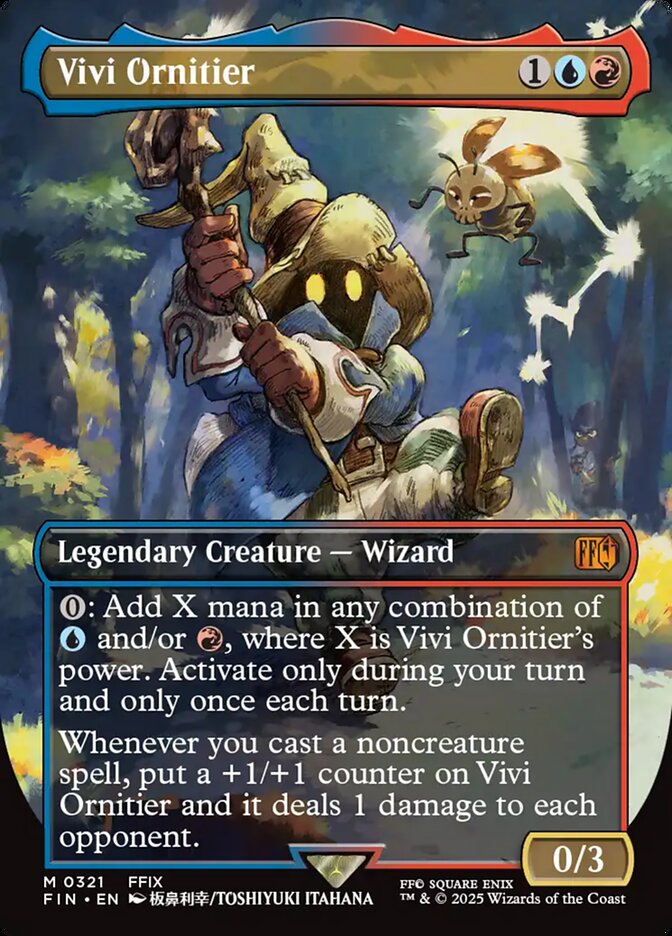 Vivi Ornitier 1
Legendary Creature — Wizard FF
0: Add X mana in any combination of
and/or , where X is Vivi Ornitier's
power. Activate only during your turn
and only once each turn.
Whenever you cast a noncreature
spell, put a +1/+1 counter on Vivi
Ornitier and it deals 1 damage to each
opponent.
0/3
M 0321 FFIX
FIN • EN 板鼻利幸/TOSHIYUKI ITAHANA
FF© SQUARE ENIX
™ & © 2025 Wizards of the Coast